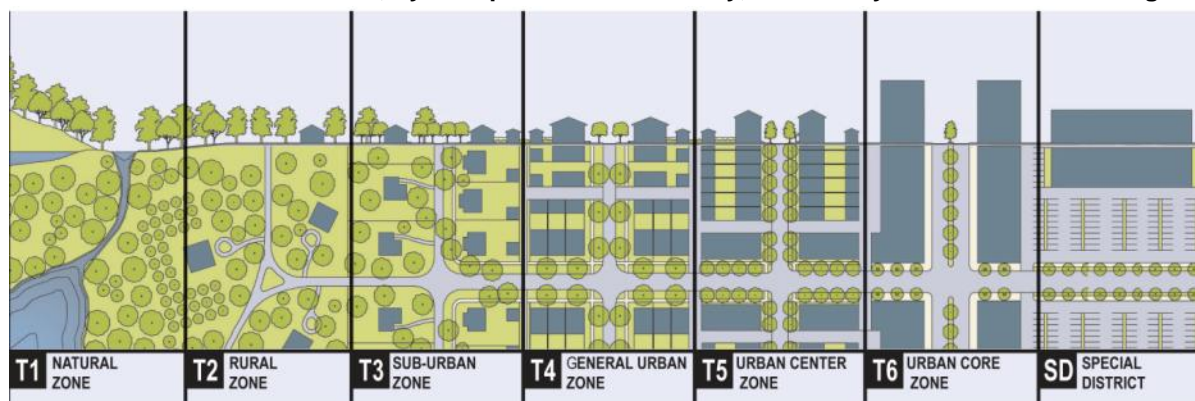 T1 NATURAL
ZONE
T2 RURAL
ZONE
T3 SUB-URBAN
ZONE
T4 GENERAL URBAN
ZONE
T5 URBAN CENTER
ZONE
T6 URBAN CORE
ZONE
SD SPECIAL
DISTRICT